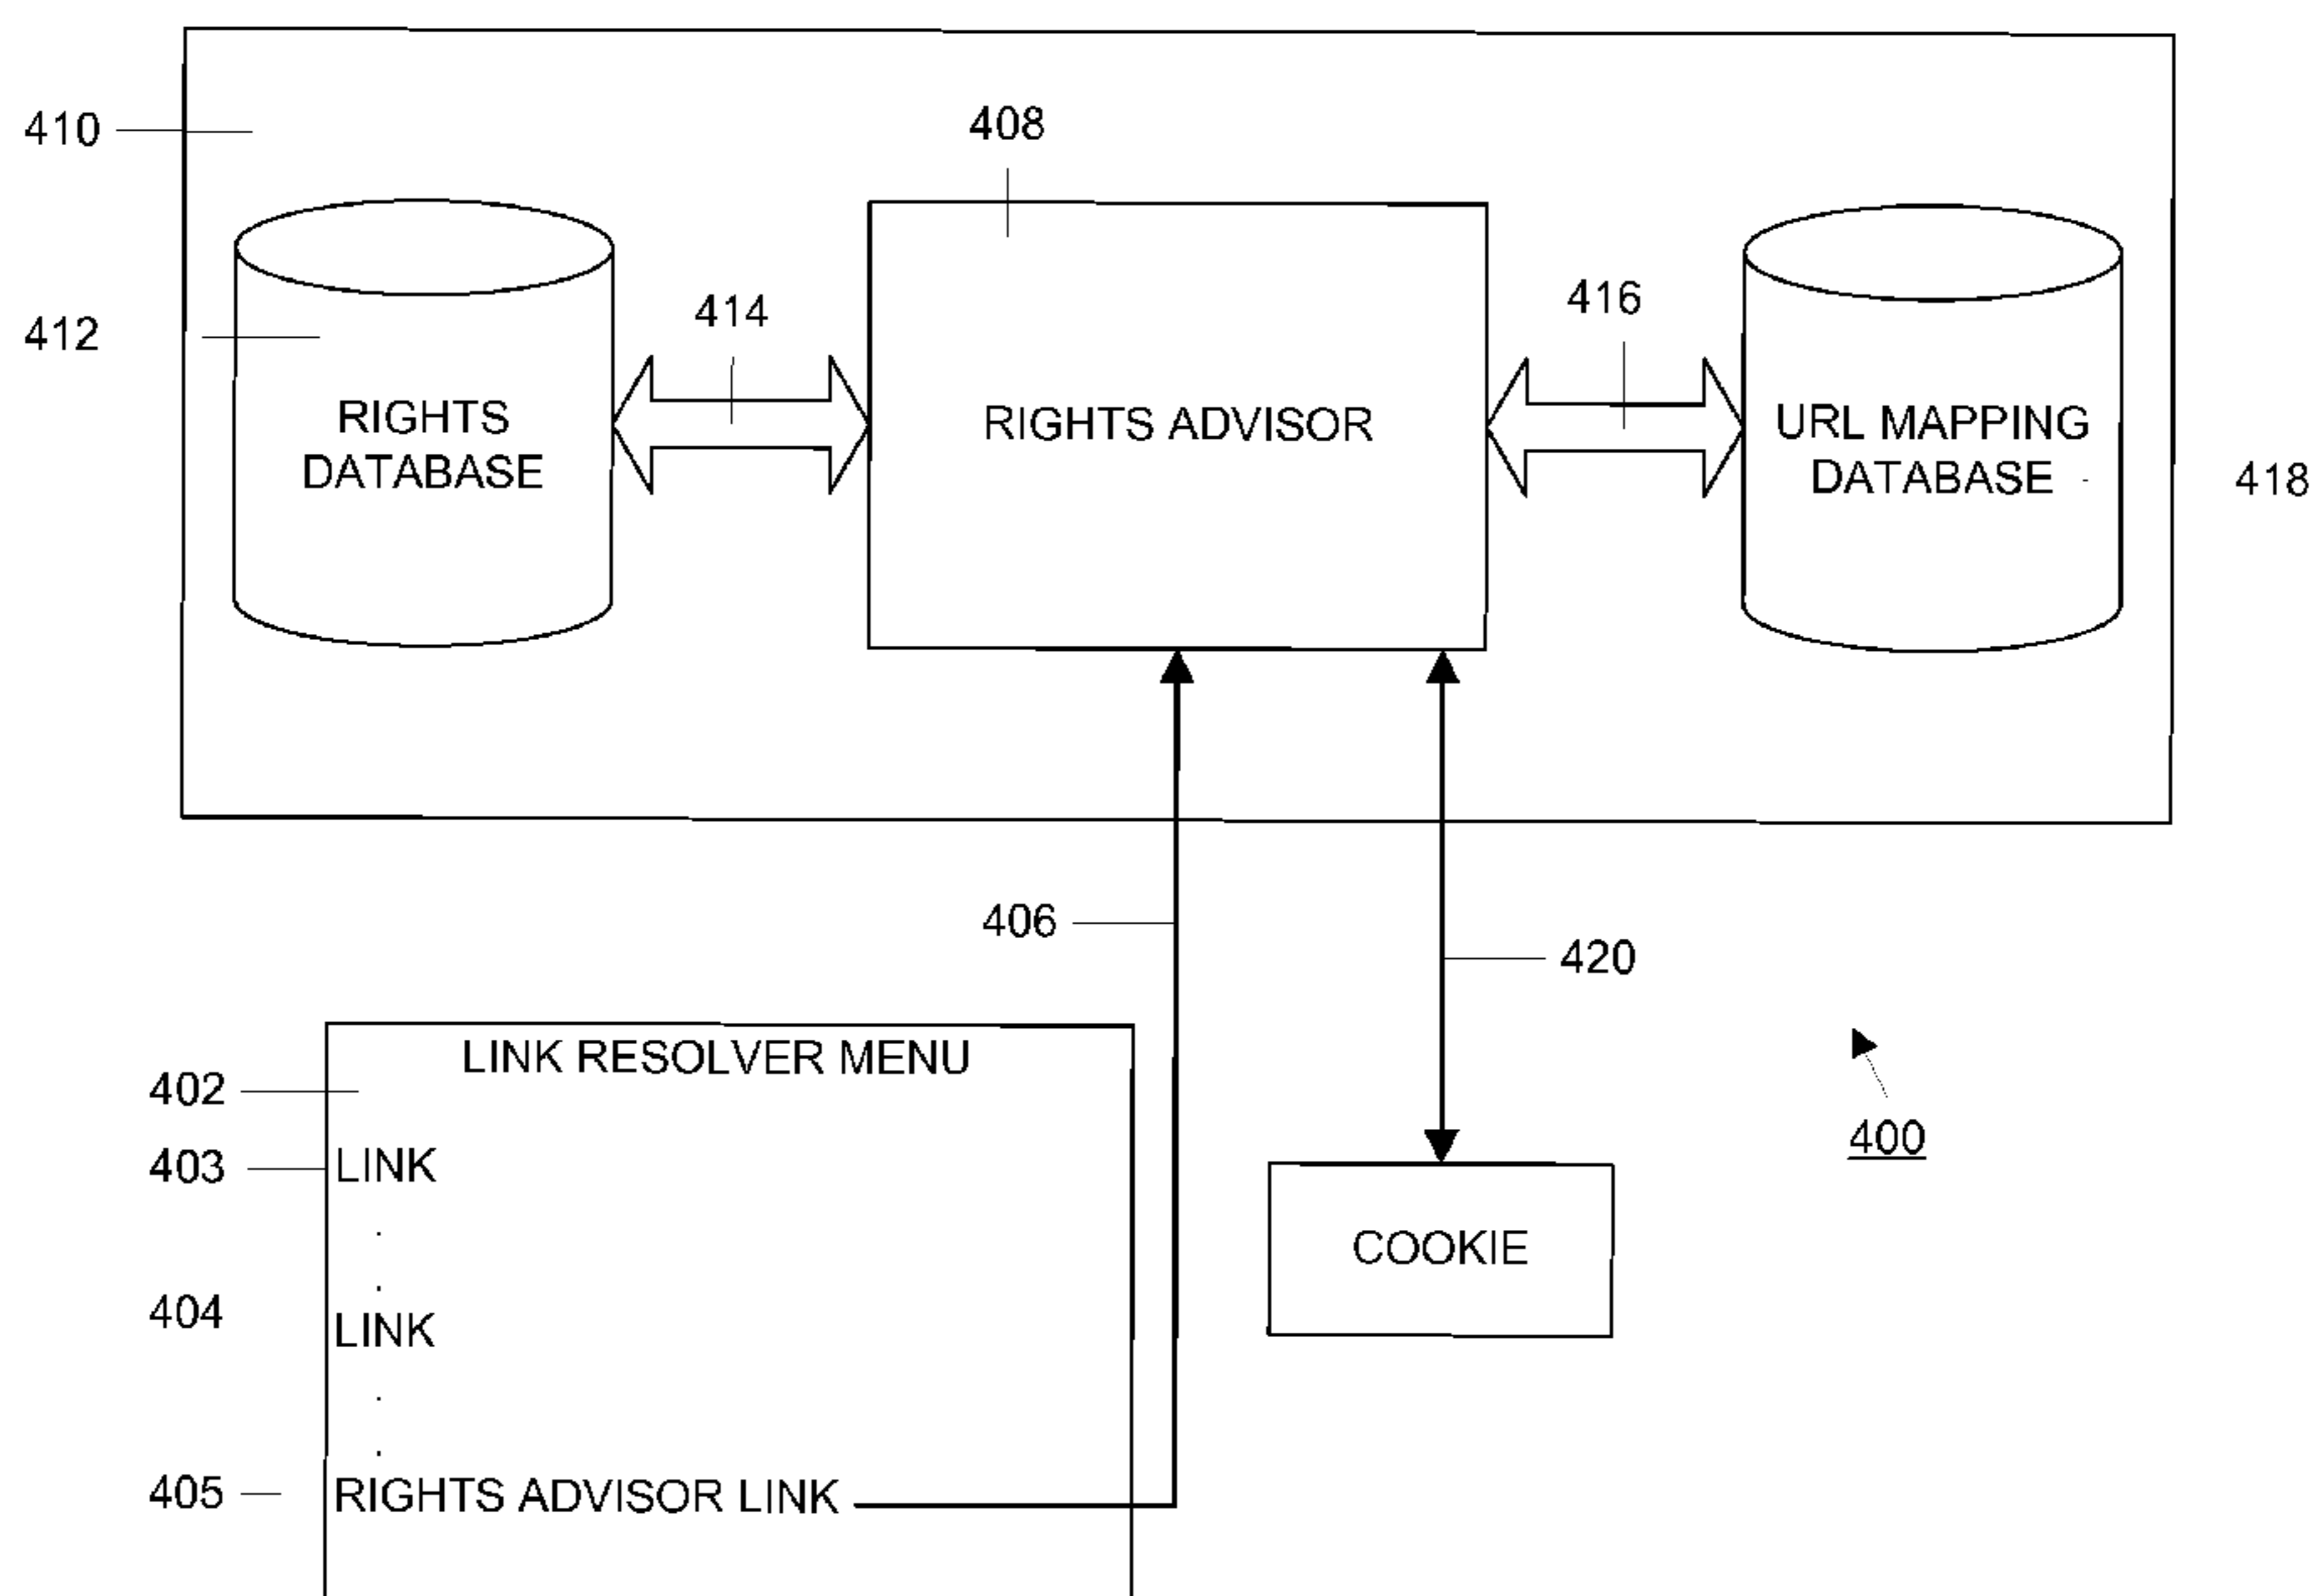 410
408
412
414
416
RIGHTS
DATABASE
RIGHTS ADVISOR
URL MAPPING
DATABASE
418
406
420
LINK RESOLVER MENU
402
403
LINK
.
.
404
LINK
.
.
405
RIGHTS ADVISOR LINK
COOKIE
400